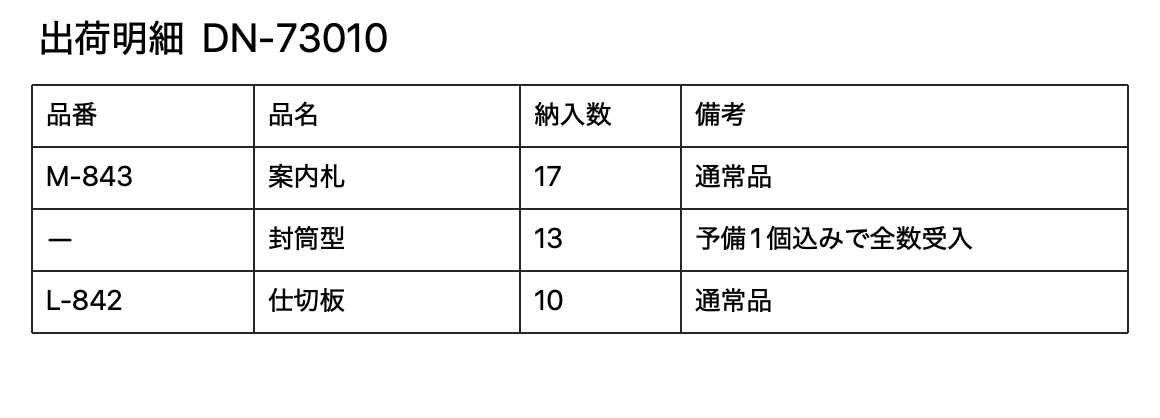 出荷明細 DN-73010
品番 品名 納入数 備考
M-843 案内札 17 通常品
— 封筒型 13 予備1個込みで全数受入
L-842 仕切板 10 通常品